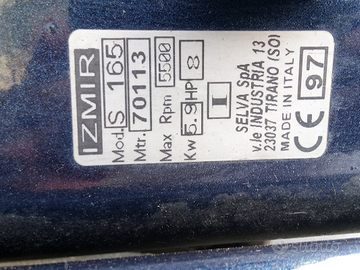 IZMIR
Mod. S 165
Mtr. 70113
Max Rpm 5500
Kw 5.9 HP 8
I
SELVA SpA
v.le INDUSTRIA 13
23037 TIRANO (SO)
MADE IN ITALY
CE 97